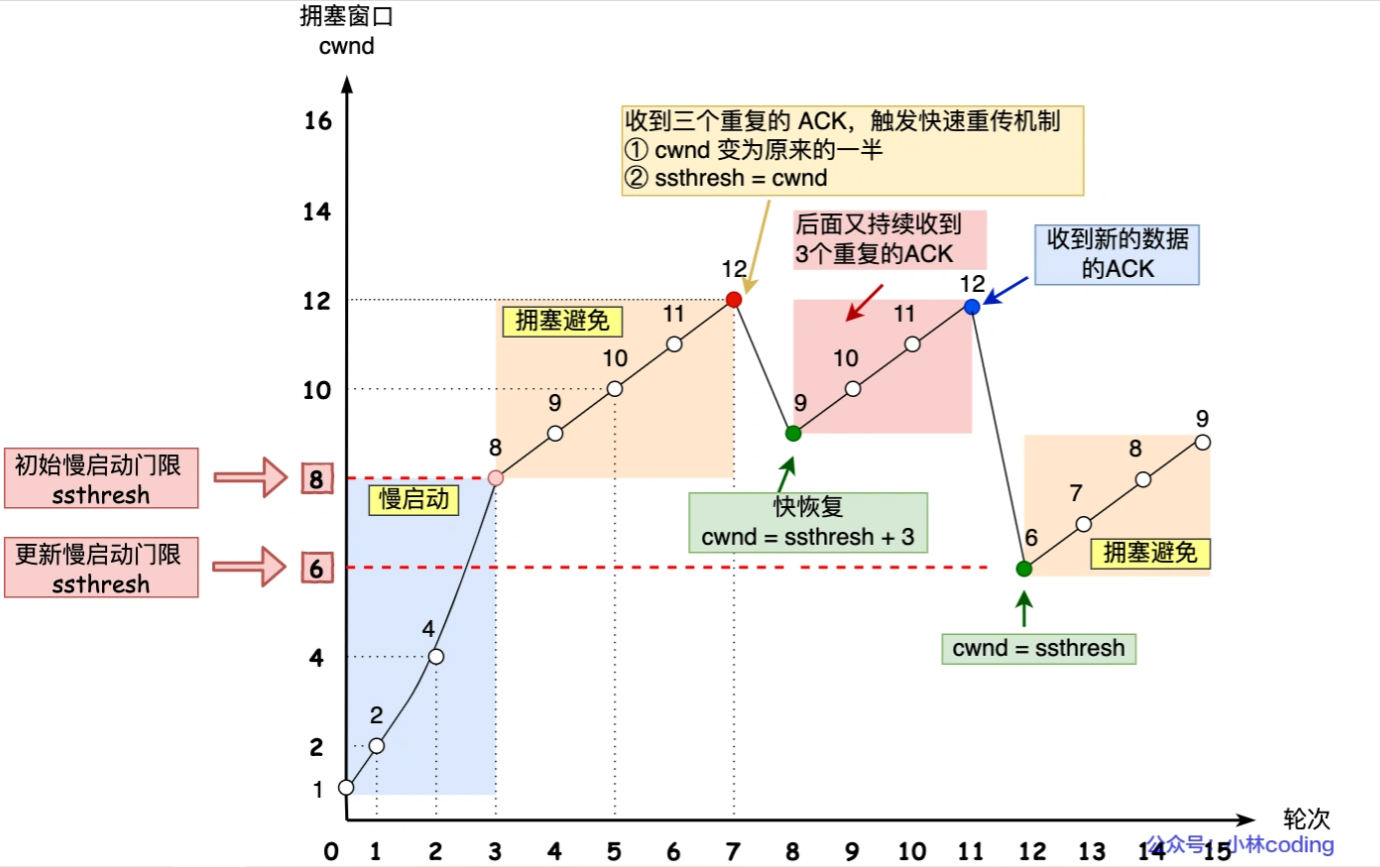 拥塞窗口
cwnd
16
收到三个重复的 ACK，触发快速重传机制
① cwnd 变为原来的一半
② ssthresh = cwnd
14
后面又持续收到
3个重复的ACK
收到新的数据
的ACK
12
12
12
拥塞避免
11
11
10
10
10
9
9
9
8
8
初始慢启动门限
ssthresh
8
慢启动
7
快恢复
cwnd = ssthresh + 3
6
拥塞避免
更新慢启动门限
ssthresh
6
4
4
cwnd = ssthresh
2
2
1
轮次
公众号：小林coding
0 1 2 3 4 5 6 7 8 9 10 11 12 13 14 15